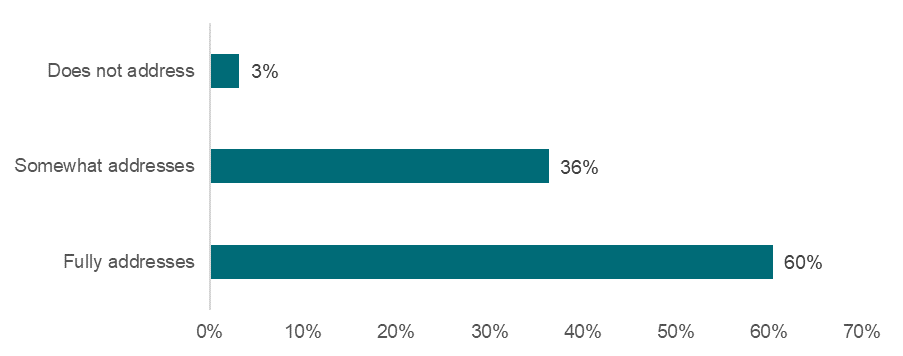 Does not address 3%
Somewhat addresses 36%
Fully addresses 60%
0% 10% 20% 30% 40% 50% 60% 70%